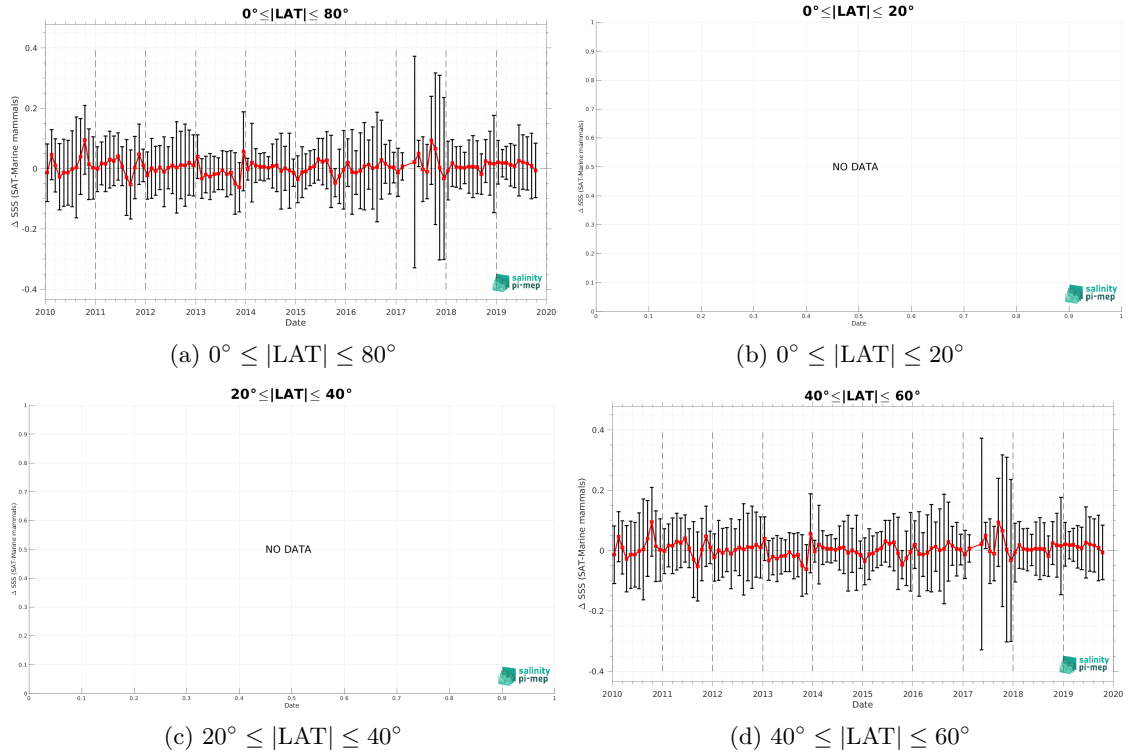 0°≤|LAT|≤ 80°
0.4
0.2
0
-0.2
-0.4
Δ SSS (SAT-Marine mammals)
2010 2011 2012 2013 2014 2015 2016 2017 2018 2019 2020
Date
salinity
pi-mep
(a) 0° ≤ |LAT| ≤ 80°
0°≤|LAT|≤ 20°
1
0.9
0.8
0.7
0.6
0.5
0.4
0.3
0.2
0.1
0
Δ SSS (SAT-Marine mammals)
NO DATA
0 0.1 0.2 0.3 0.4 0.5 0.6 0.7 0.8 0.9 1
Date
salinity
pi-mep
(b) 0° ≤ |LAT| ≤ 20°
20°≤|LAT|≤ 40°
1
0.9
0.8
0.7
0.6
0.5
0.4
0.3
0.2
0.1
0
Δ SSS (SAT-Marine mammals)
NO DATA
0 0.1 0.2 0.3 0.4 0.5 0.6 0.7 0.8 0.9 1
Date
salinity
pi-mep
(c) 20° ≤ |LAT| ≤ 40°
40°≤|LAT|≤ 60°
0.4
0.2
0
-0.2
-0.4
Δ SSS (SAT-Marine mammals)
2010 2011 2012 2013 2014 2015 2016 2017 2018 2019 2020
Date
salinity
pi-mep
(d) 40° ≤ |LAT| ≤ 60°